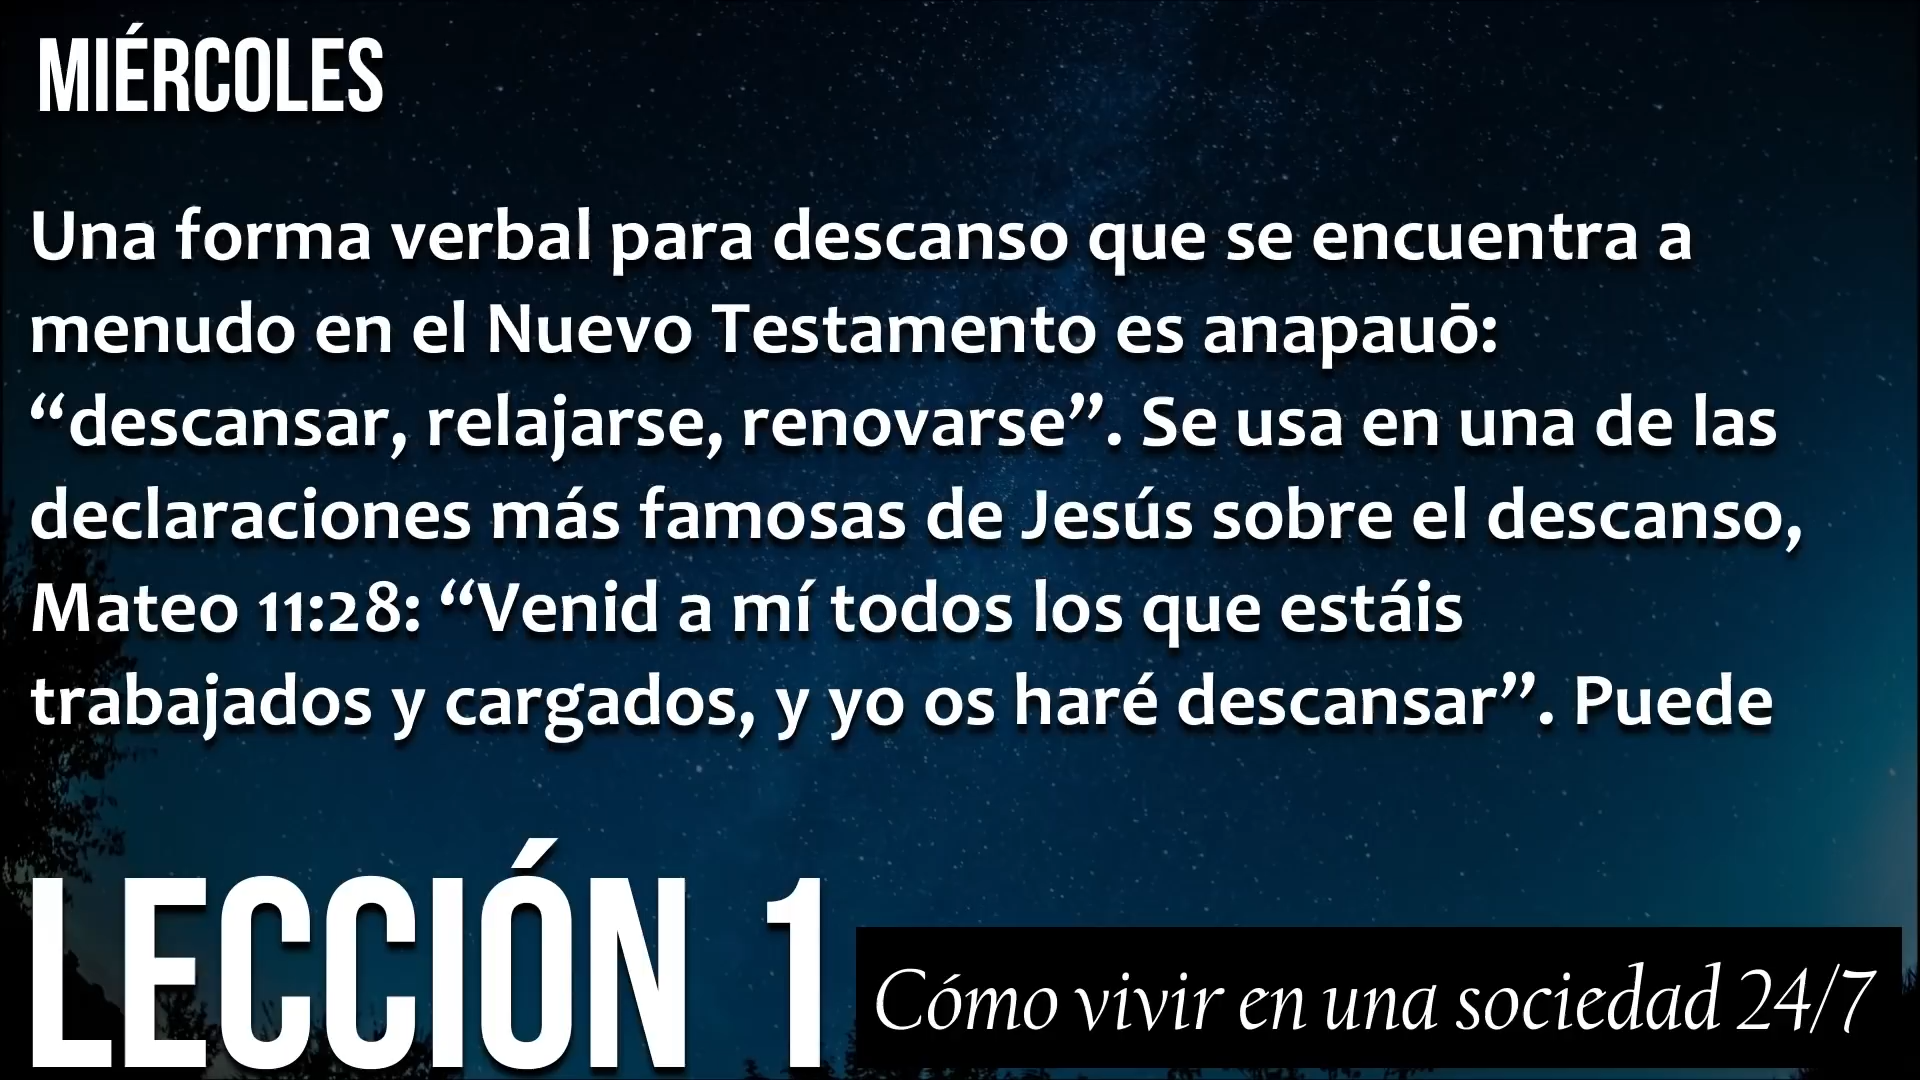 MIÉRCOLES
Una forma verbal para descanso que se encuentra a
menudo en el Nuevo Testamento es anapauō:
“descansar, relajarse, renovarse”. Se usa en una de las
declaraciones más famosas de Jesús sobre el descanso,
Mateo 11:28: “Venid a mí todos los que estáis
trabajados y cargados, y yo os haré descansar”. Puede
LECCIÓN 1
Cómo vivir en una sociedad 24/7